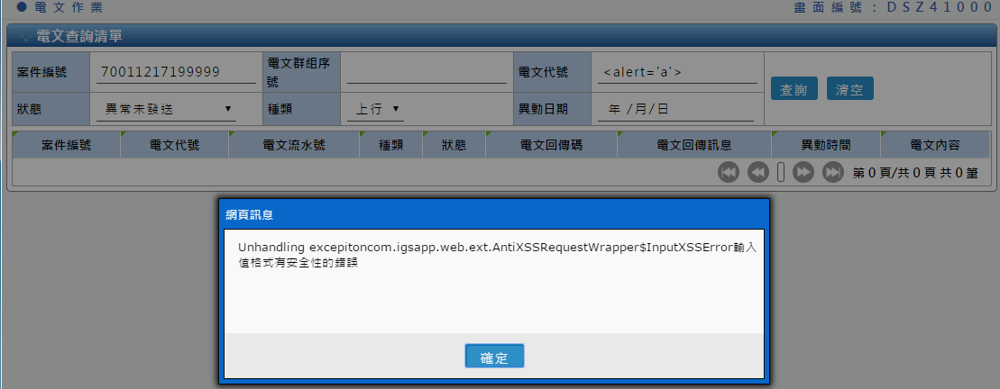 ● 電文作業 畫面編號：DSZ41000
電文查詢清單
案件編號 70011217199999 電文群組序號 電文代號 <alert='a'> 查詢 清空
狀態 異常未發送 ▼ 種類 上行 ▼ 異動日期 年 /月/日
案件編號 電文代號 電文流水號 種類 狀態 電文回傳碼 電文回傳訊息 異動時間 電文內容
第 0 頁/共 0 頁 共 0 筆
網頁訊息
Unhandling excepitoncom.igsapp.web.ext.AntiXSSRequestWrapper$InputXSSError輸入
值格式有安全性的錯誤
確定